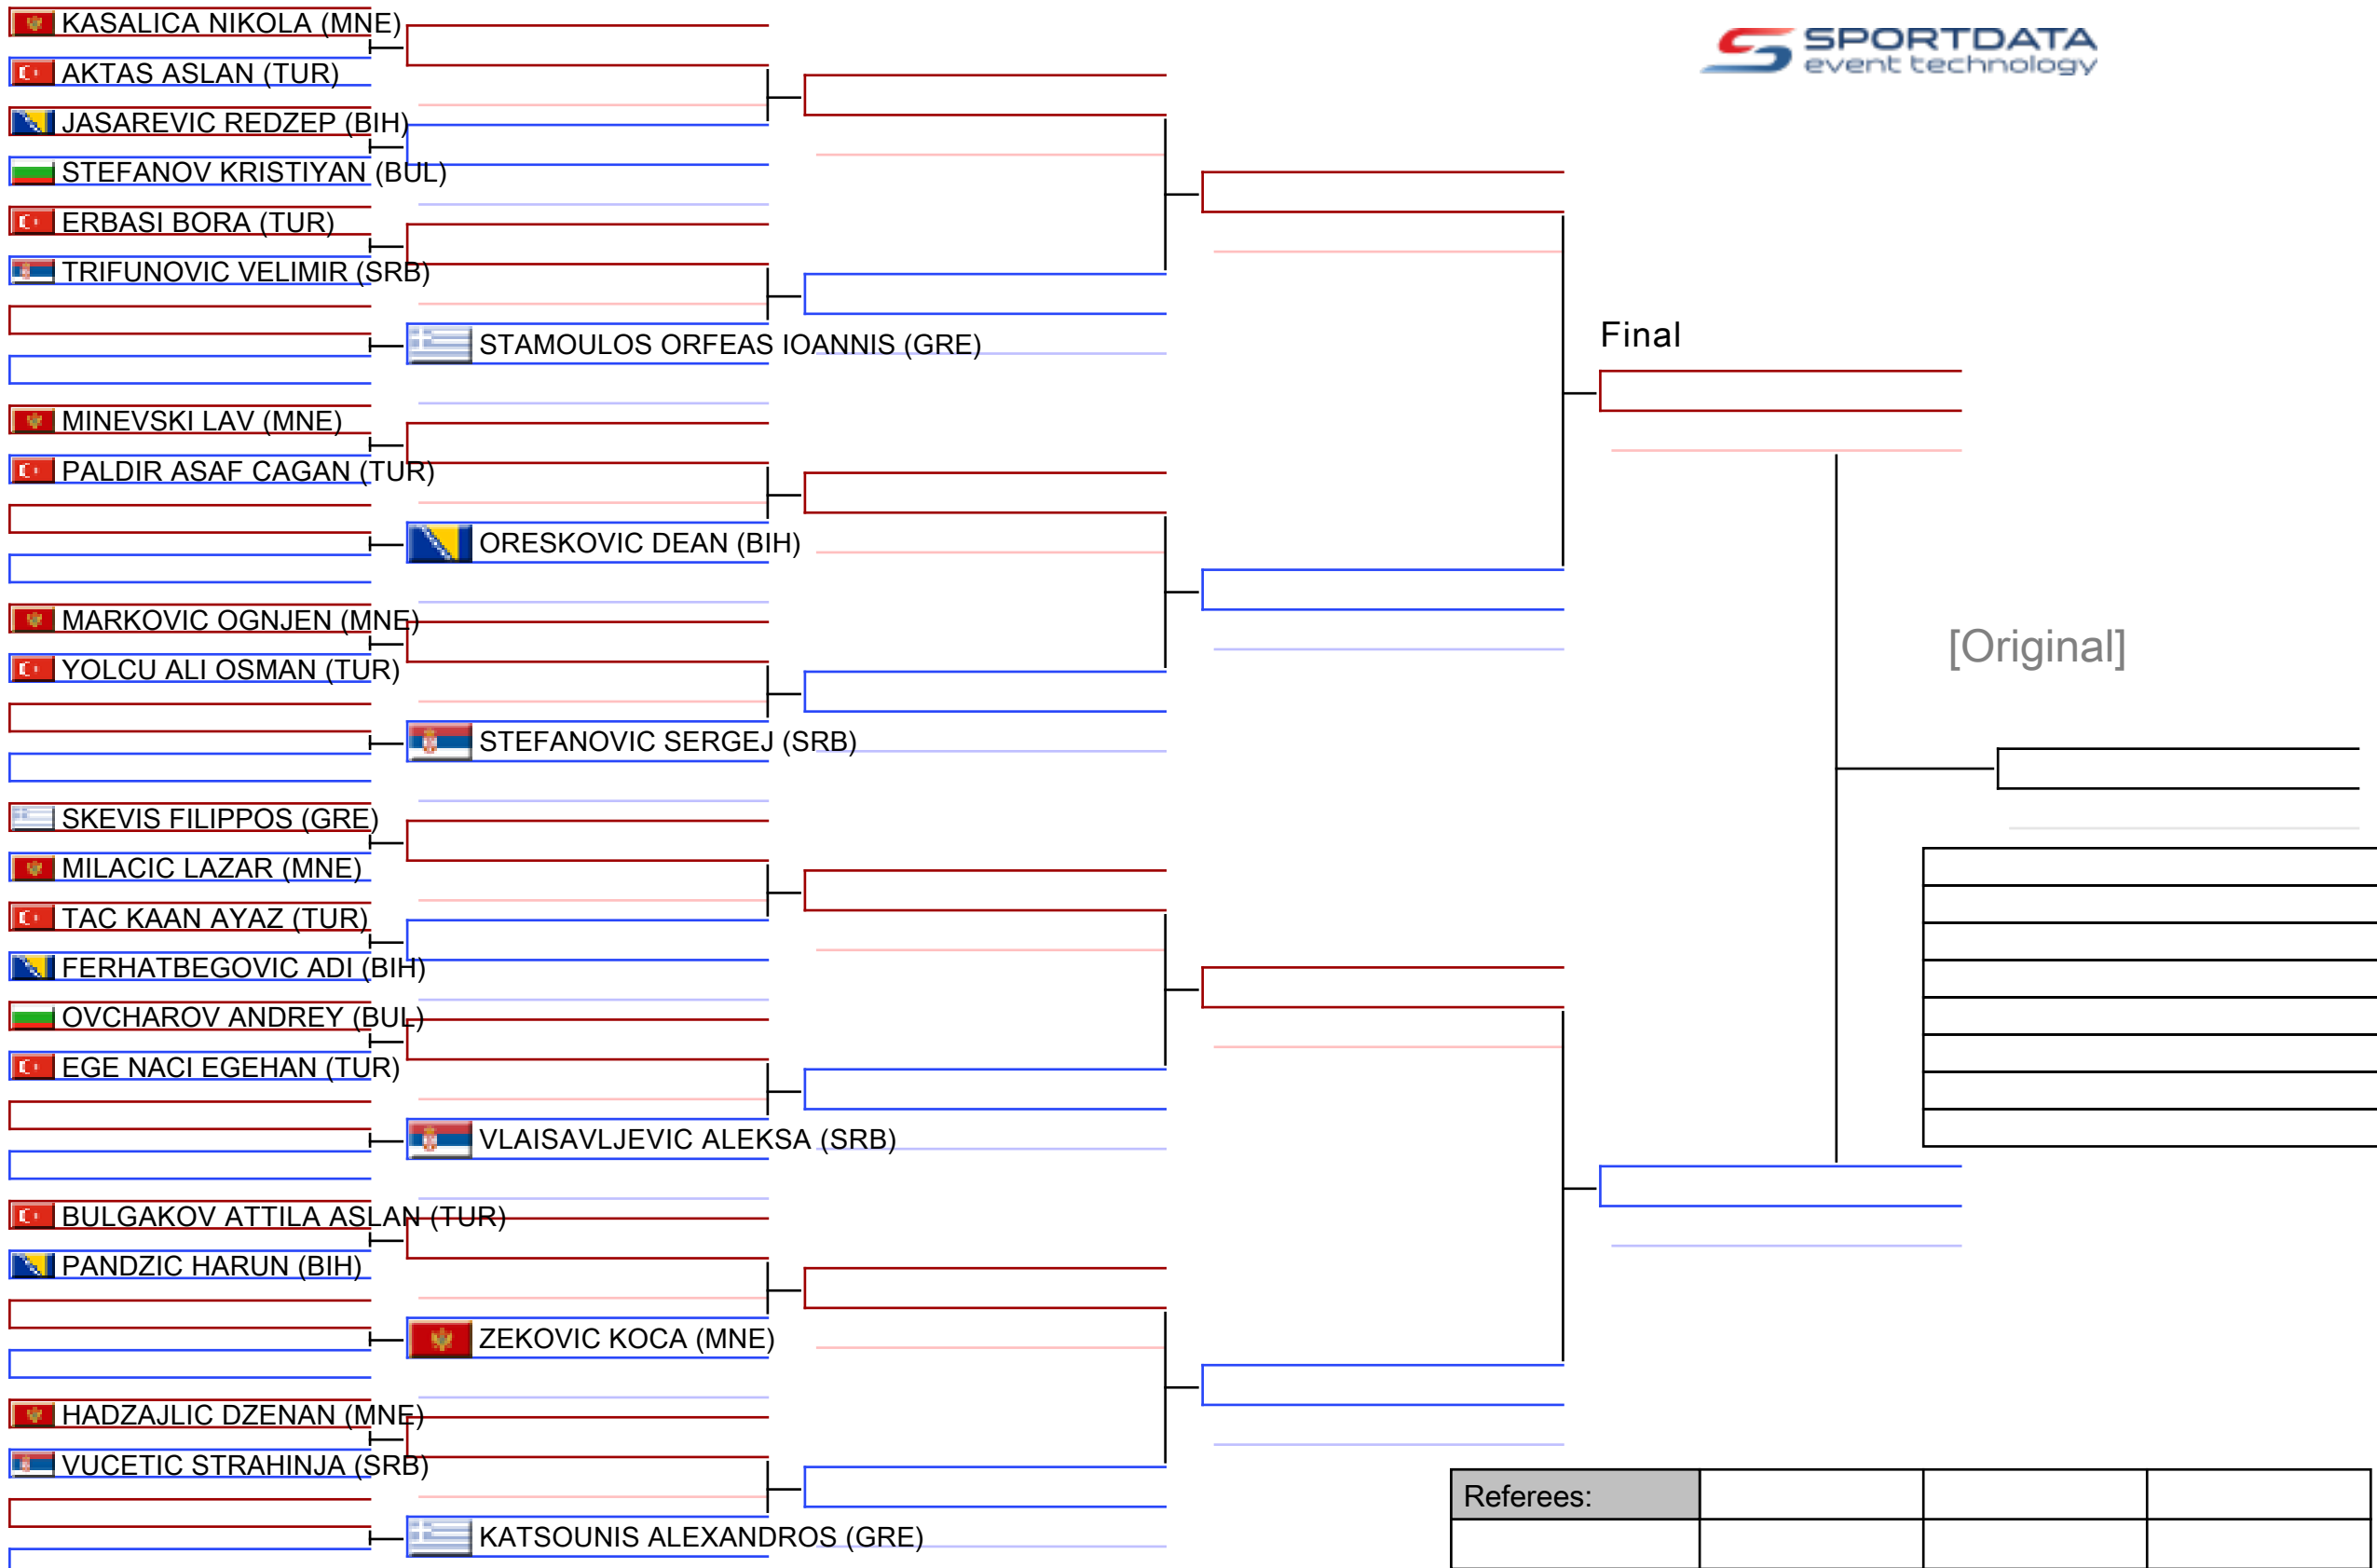 KASALICA NIKOLA (MNE)
AKTAS ASLAN (TUR)
JASAREVIC REDZEP (BIH)
STEFANOV KRISTIYAN (BUL)
ERBASI BORA (TUR)
TRIFUNOVIC VELIMIR (SRB)
STAMOULOS ORFEAS IOANNIS (GRE)
MINEVSKI LAV (MNE)
PALDIR ASAF CAGAN (TUR)
ORESKOVIC DEAN (BIH)
MARKOVIC OGNJEN (MNE)
YOLCU ALI OSMAN (TUR)
STEFANOVIC SERGEJ (SRB)
SKEVIS FILIPPOS (GRE)
MILACIC LAZAR (MNE)
TAC KAAN AYAZ (TUR)
FERHATBEGOVIC ADI (BIH)
OVCHAROV ANDREY (BUL)
EGE NACI EGEHAN (TUR)
VLAISAVLJEVIC ALEKSA (SRB)
BULGAKOV ATTILA ASLAN (TUR)
PANDZIC HARUN (BIH)
ZEKOVIC KOCA (MNE)
HADZAJLIC DZENAN (MNE)
VUCETIC STRAHINJA (SRB)
KATSOUNIS ALEXANDROS (GRE)
SPORTDATA
event technology
Final
[Original]
Referees: